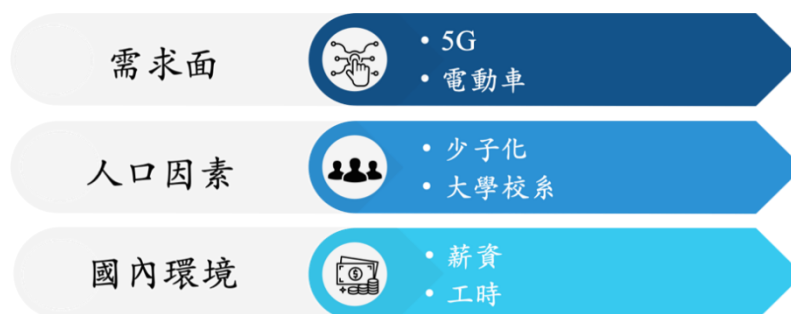 需求面
• 5G
• 電動車
人口因素
• 少子化
• 大學校系
國內環境
• 薪資
• 工時